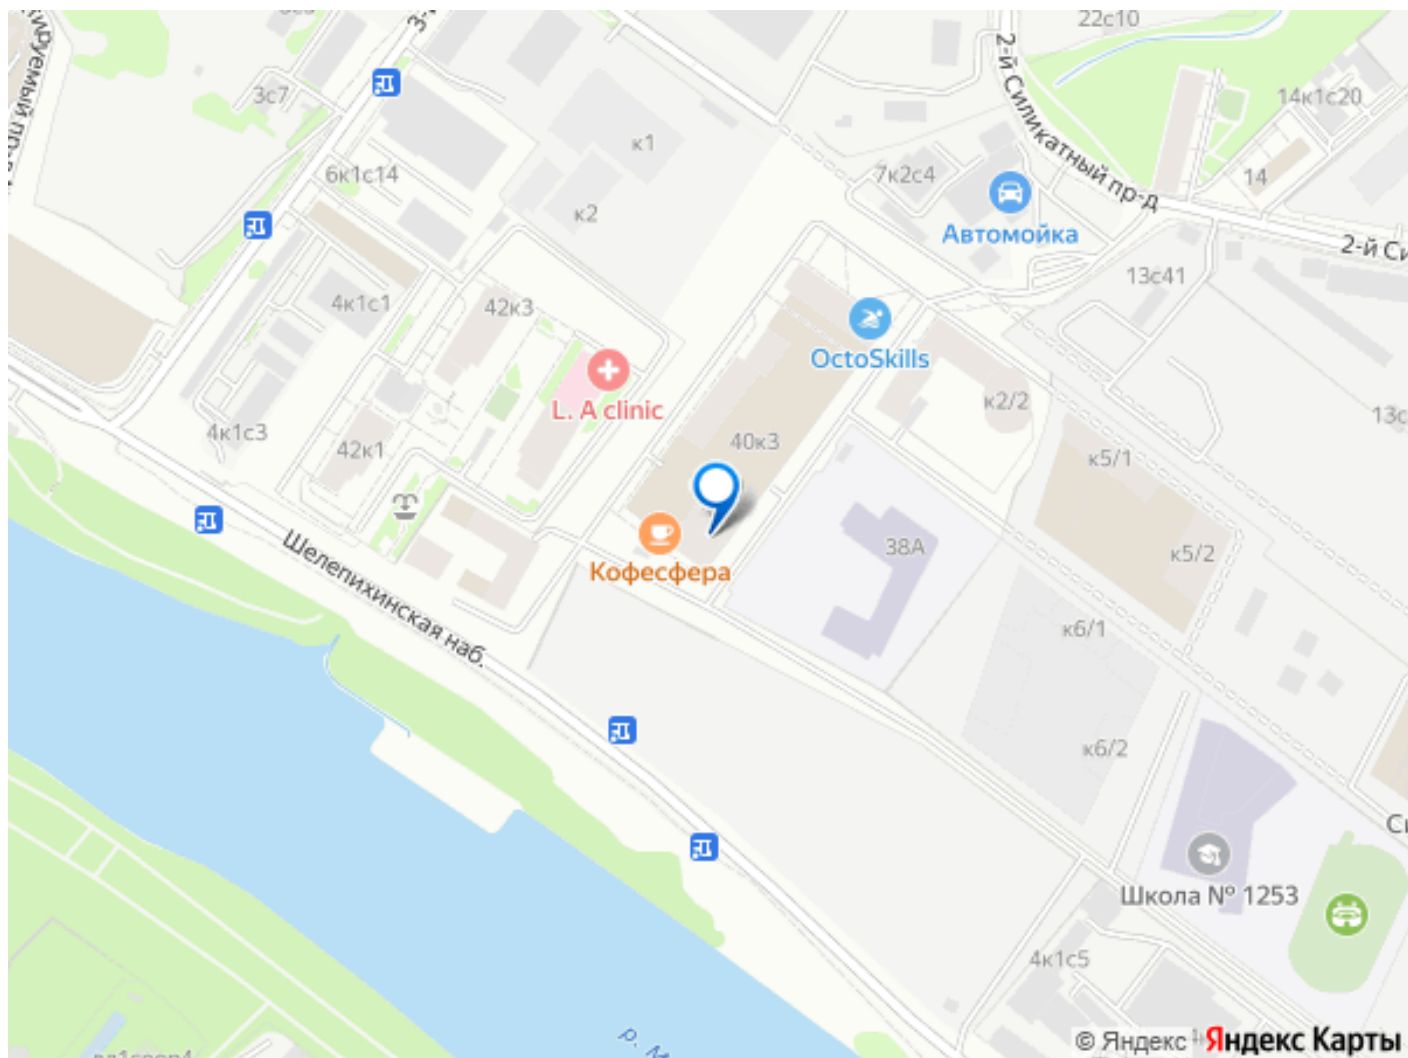 22с10
2-й Силикатный пр-д
3с7
14к1с20
к1
6к1с14
7к2с4
14
к2
Автомойка
2-й Си
13с41
4к1с1
42к3
OctoSkills
L. A clinic
к2/2
13с
4к1с3
42к1
40к3
к5/1
Шелепихинская наб.
Кофесфера
38А
к5/2
к6/1
к6/2
Школа № 1253
4к1с5
р. М
© Яндекс
Яндекс Карты